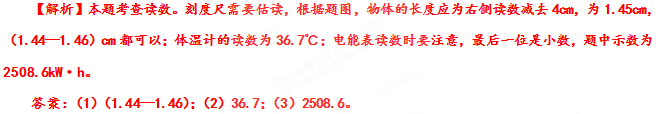 【解析】本题考查读数。刻度尺需要估读，根据题图，物体的长度应为右侧读数减去4cm，为1.45cm，
（1.44—1.46）cm都可以；体温计的读数为36.7℃；电能表读数时要注意，最后一位是小数，题中示数为
2508.6kW·h。
答案：（1）（1.44—1.46）；（2）36.7；（3）2508.6。